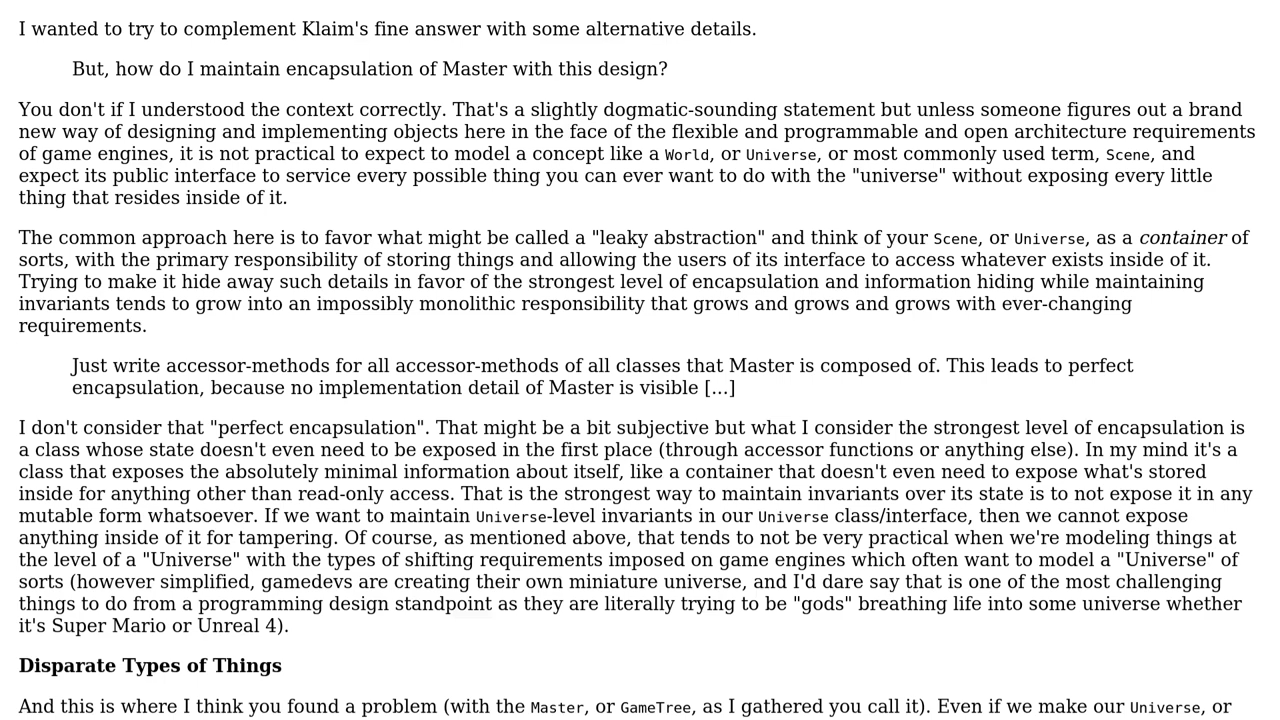 I wanted to try to complement Klaim's fine answer with some alternative details.
But, how do I maintain encapsulation of Master with this design?
You don't if I understood the context correctly. That's a slightly dogmatic-sounding statement but unless someone figures out a brand
new way of designing and implementing objects here in the face of the flexible and programmable and open architecture requirements
of game engines, it is not practical to expect to model a concept like a World, or Universe, or most commonly used term, Scene, and
expect its public interface to service every possible thing you can ever want to do with the "universe" without exposing every little
thing that resides inside of it.
The common approach here is to favor what might be called a "leaky abstraction" and think of your Scene, or Universe, as a container of
sorts, with the primary responsibility of storing things and allowing the users of its interface to access whatever exists inside of it.
Trying to make it hide away such details in favor of the strongest level of encapsulation and information hiding while maintaining
invariants tends to grow into an impossibly monolithic responsibility that grows and grows and grows with ever-changing
requirements.
Just write accessor-methods for all accessor-methods of all classes that Master is composed of. This leads to perfect
encapsulation, because no implementation detail of Master is visible [...]
I don't consider that "perfect encapsulation". That might be a bit subjective but what I consider the strongest level of encapsulation is
a class whose state doesn't even need to be exposed in the first place (through accessor functions or anything else). In my mind it's a
class that exposes the absolutely minimal information about itself, like a container that doesn't even need to expose what's stored
inside for anything other than read-only access. That is the strongest way to maintain invariants over its state is to not expose it in any
mutable form whatsoever. If we want to maintain Universe-level invariants in our Universe class/interface, then we cannot expose
anything inside of it for tampering. Of course, as mentioned above, that tends to not be very practical when we're modeling things at
the level of a "Universe" with the types of shifting requirements imposed on game engines which often want to model a "Universe" of
sorts (however simplified, gamedevs are creating their own miniature universe, and I'd dare say that is one of the most challenging
things to do from a programming design standpoint as they are literally trying to be "gods" breathing life into some universe whether
it's Super Mario or Unreal 4).
Disparate Types of Things
And this is where I think you found a problem (with the Master, or GameTree, as I gathered you call it). Even if we make our Universe, or